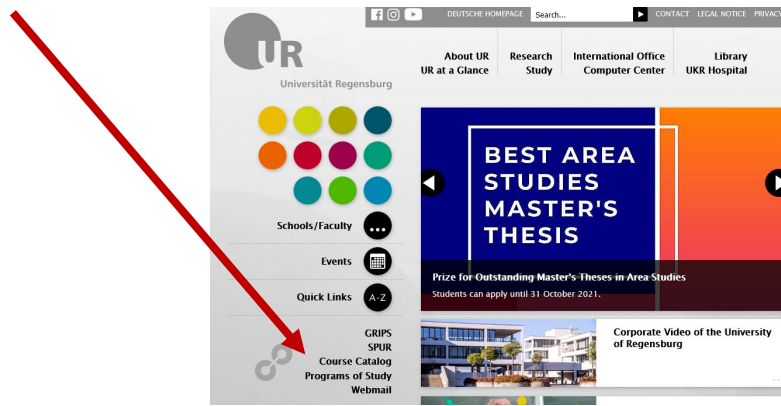 DEUTSCHE HOMEPAGE
Search...
CONTACT LEGAL NOTICE PRIVACY
UR
Universität Regensburg
About UR
UR at a Glance
Research
Study
International Office
Computer Center
Library
UKR Hospital
BEST AREA
STUDIES
MASTER'S
THESIS
Prize for Outstanding Master's Theses in Area Studies
Students can apply until 31 October 2021.
Schools/Faculty
Events
Quick Links
A-Z
GRIPS
SPUR
Course Catalog
Programs of Study
Webmail
Corporate Video of the University
of Regensburg